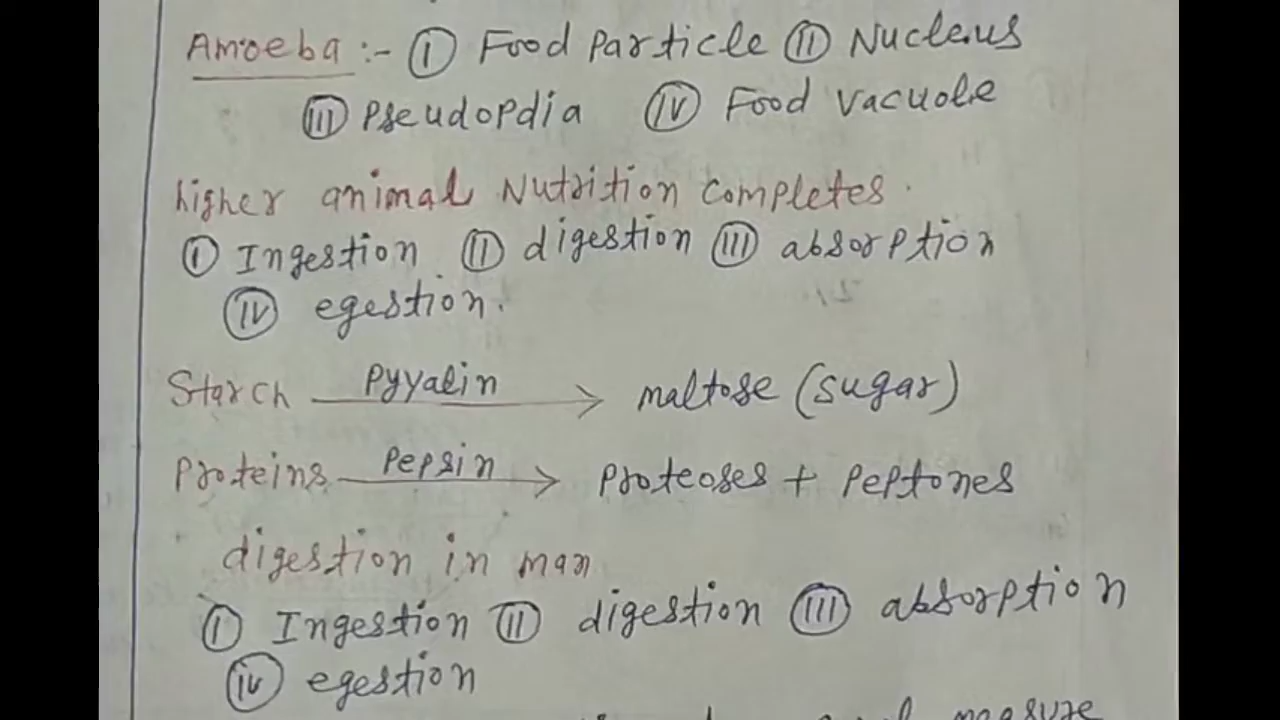 Amoeba :- (I) Food Particle (II) Nucleus
(III) Pseudopdia (IV) Food Vacuole
higher animal Nutrition Completes.
(I) Ingestion (II) digestion (III) absorption
(IV) egestion.
Starch Pyyalin → maltose (sugar)
Proteins Pepsin → Proteoses + Peptones
digestion in man
(I) Ingestion (II) digestion (III) absorption
(IV) egestion
measure